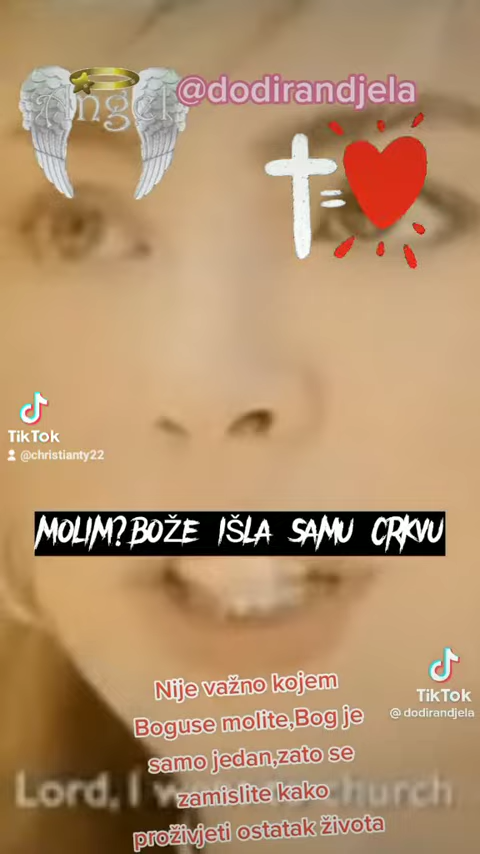 @dodirandjela
Angel
TikTok
@christianty22
MOLIM?BOŽE IŠLA SAMU CRKVU
TikTok
@dodirandjela
Nije važno kojem
Boguse molite,Bog je
samo jedan,zato se
zamislite kako
proživjeti ostatak života
Lord, I church